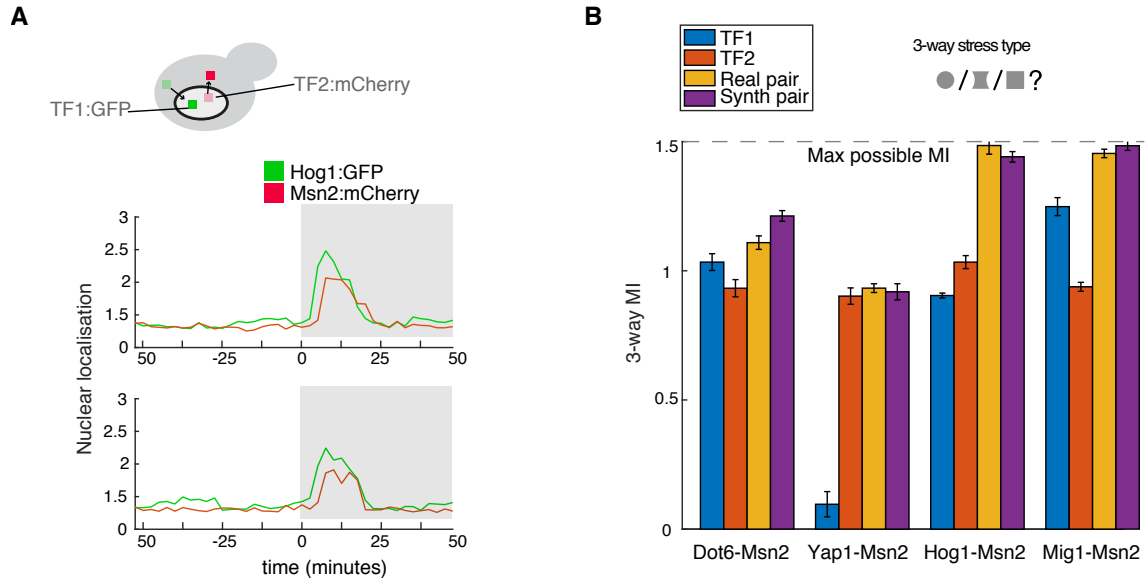 A
TF1:GFP
TF2:mCherry
Hog1:GFP
Msn2:mCherry
Nuclear localisation
3
2.5
2
1.5
0
50
-25
0
25
50
3
2.5
2
1.5
0
50
-25
0
25
50
time (minutes)
B
TF1
TF2
Real pair
Synth pair
3-way stress type
/ / ?
Max possible MI
3-way MI
1.5
1
0.5
0
Dot6-Msn2
Yap1-Msn2
Hog1-Msn2
Mig1-Msn2